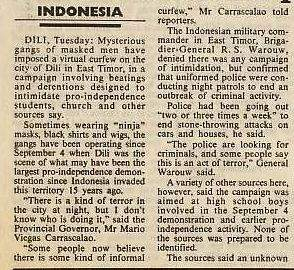 INDONESIA
DILI, Tuesday: Mysterious
gangs of masked men have
imposed a virtual curfew on the
city of Dili in East Timor, in a
campaign involving beatings
and detentions designed to
intimidate pro-independence
students, church and other
sources say.
Sometimes wearing "ninja"
masks, black shirts and wigs, the
gangs have been operating since
September 4 when Dili was the
scene of what may have been the
largest pro-independence demon-
stration since Indonesia invaded
this territory 15 years ago.
"There is a kind of terror in
the city at night, but I don't
know who is doing it," said the
Provincial Governor, Mr Mario
Viegas Carrascalao.
"Some people now believe
there is some kind of informal
curfew," Mr Carrascalao told
reporters.
The Indonesian military com-
mander in East Timor, Briga-
dier-General R. S. Warouw,
denied there was any campaign
of intimidation, but confirmed
that uniformed police were con-
ducting night patrols to end an
outbreak of criminal activity.
Police had been going out
"two or three times a week" to
end stone-throwing attacks on
cars and houses, he said.
"The police are looking for
criminals, and some people say
this is an act of terror," General
Warouw said.
A variety of other sources here,
however, said the campaign was
aimed at high school boys
involved in the September 4
demonstration and earlier pro-
independence activity. None of
the sources was prepared to be
identified.
The sources said an unknown